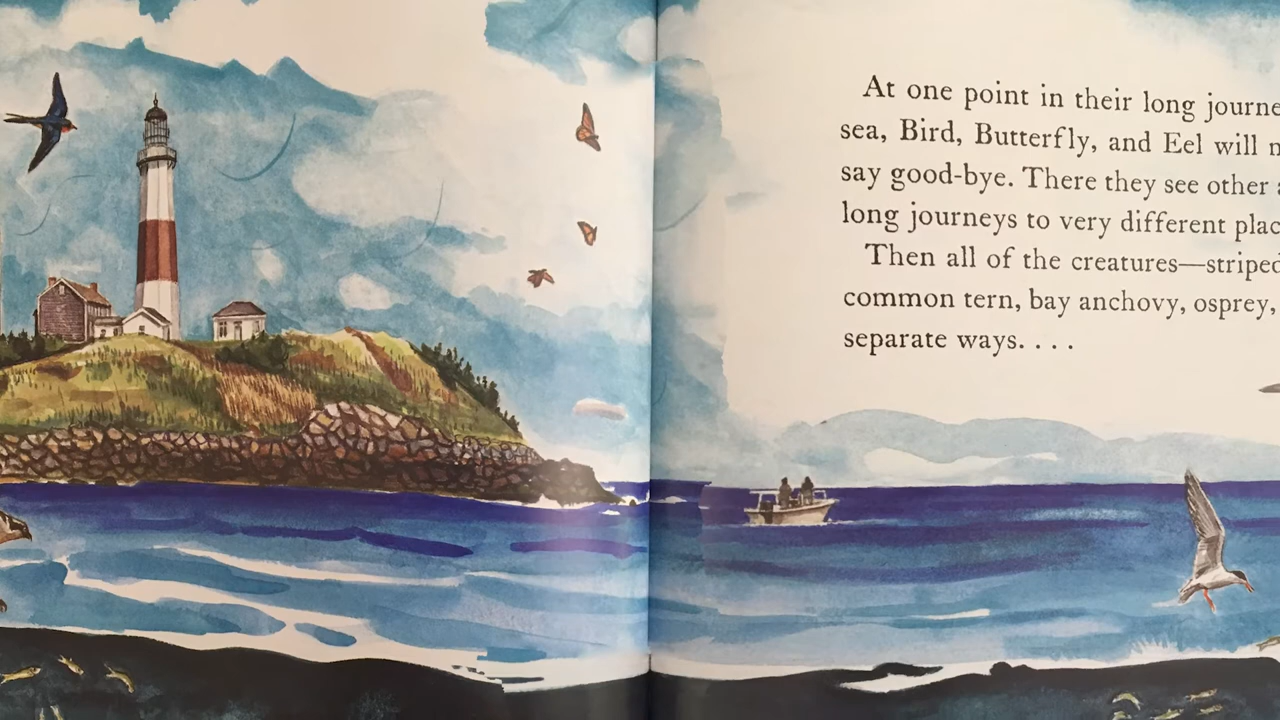 At one point in their long journe
sea, Bird, Butterfly, and Eel will
say good-bye. There they see other
long journeys to very different plac
Then all of the creatures—striped
common tern, bay anchovy, osprey,
separate ways. . . .